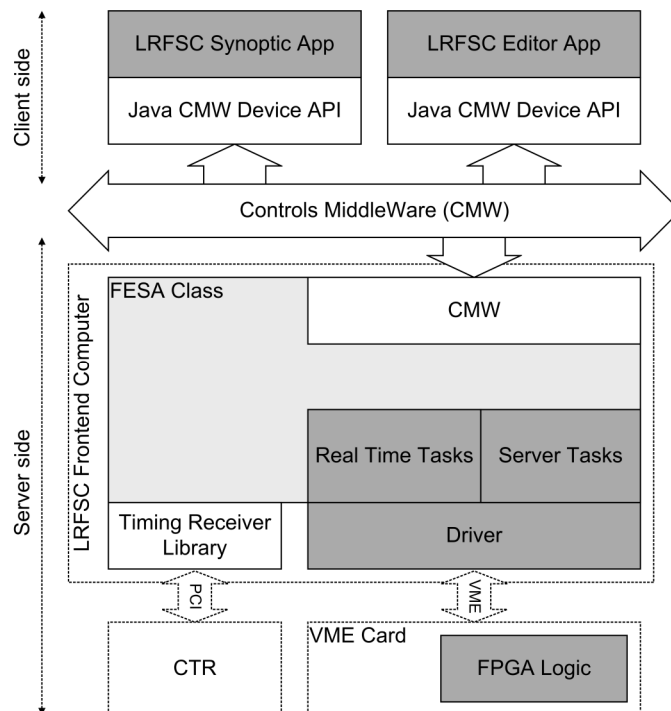 Client side
LRFSC Synoptic App
LRFSC Editor App
Java CMW Device API
Java CMW Device API
Controls MiddleWare (CMW)
Server side
LRFSC Frontend Computer
FESA Class
CMW
Real Time Tasks
Server Tasks
Timing Receiver
Library
Driver
PCI
VME
CTR
VME Card
FPGA Logic